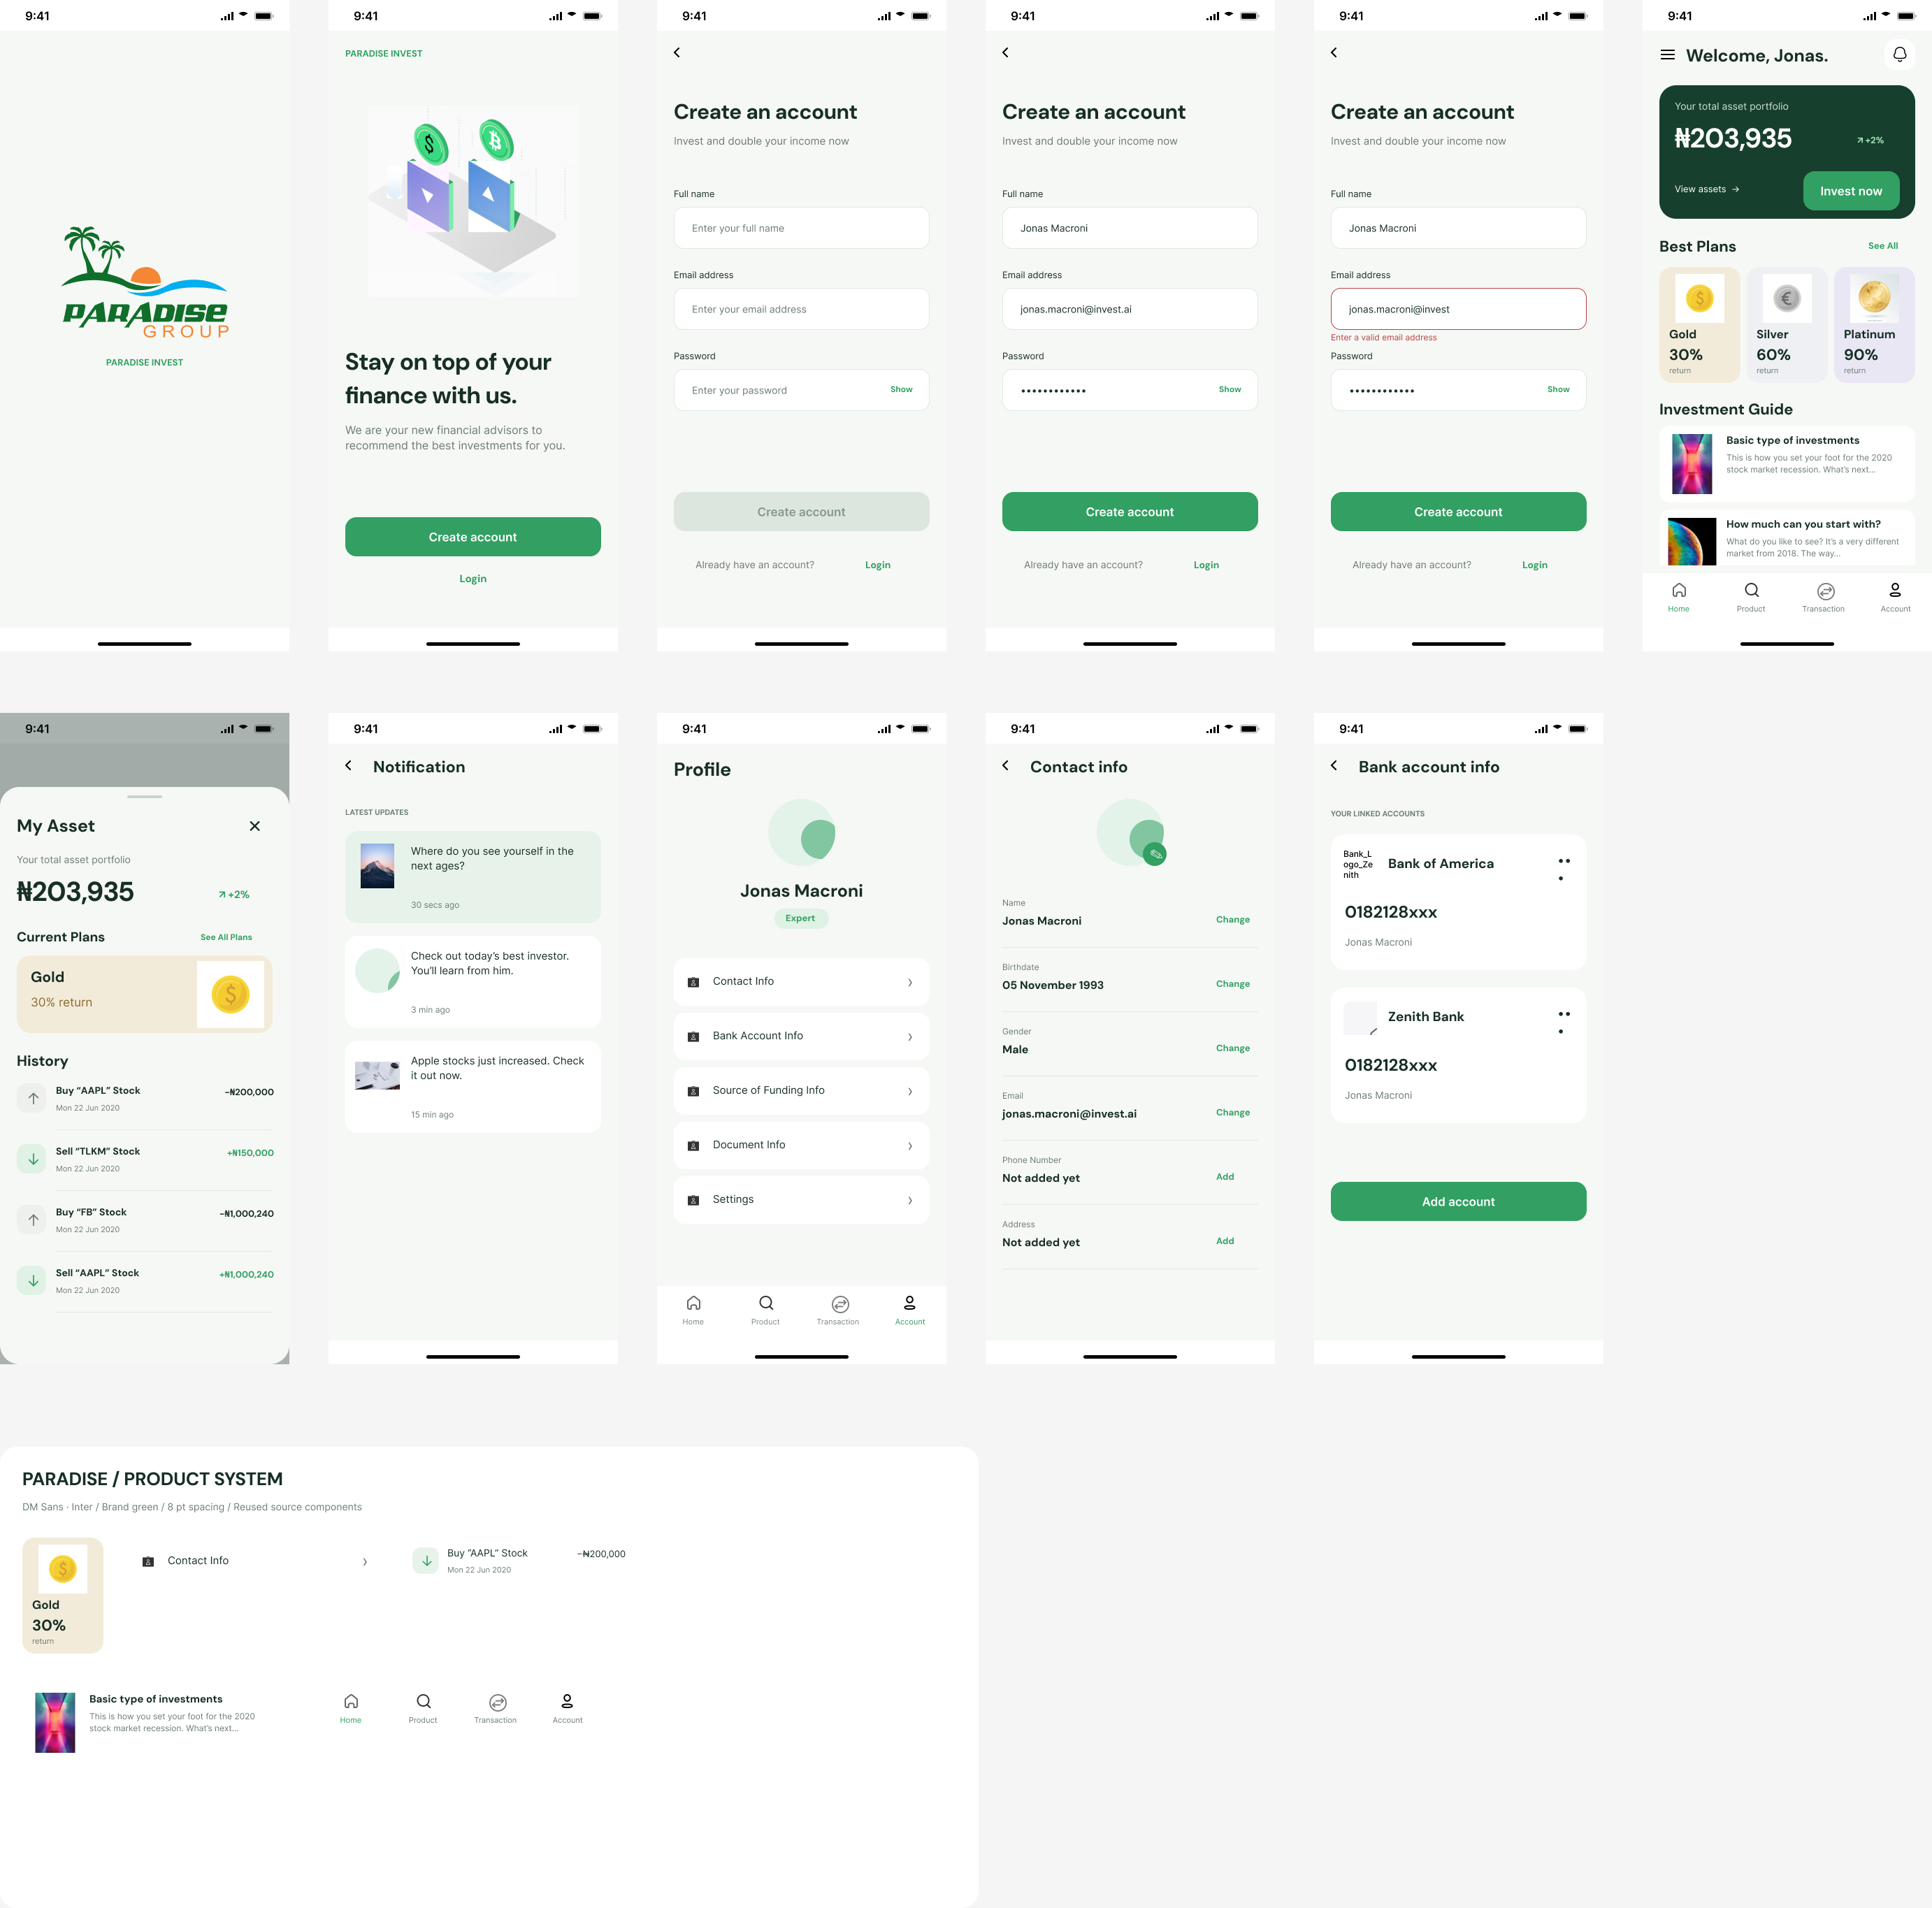 9:41
PARADISE
GROUP
PARADISE INVEST
9:41
PARADISE INVEST
Stay on top of your
finance with us.
We are your new financial advisors to
recommend the best investments for you.
Create account
Login
9:41
Create an account
Invest and double your income now
Full name
Enter your full name
Email address
Enter your email address
Password
Enter your password Show
Create account
Already have an account? Login
9:41
Create an account
Invest and double your income now
Full name
Jonas Macroni
Email address
jonas.macroni@invest.ai
Password
•••••••••••• Show
Create account
Already have an account? Login
9:41
Create an account
Invest and double your income now
Full name
Jonas Macroni
Email address
jonas.macroni@invest
Enter a valid email address
Password
•••••••••••• Show
Create account
Already have an account? Login
9:41
Welcome, Jonas.
Your total asset portfolio
₦203,935
+2%
View assets →
Invest now
Best Plans See All
Gold
30%
return
Silver
60%
return
Platinum
90%
return
Investment Guide
Basic type of investments
This is how you set your foot for the 2020
stock market recession. What's next...
How much can you start with?
What do you like to see? It's a very different
market from 2018. The way...
Home Product Transaction Account
9:41
My Asset
Your total asset portfolio
₦203,935
+2%
Current Plans See All Plans
Gold
30% return
History
Buy “AAPL” Stock −₦200,000
Mon 22 Jun 2020
Sell “TLKM” Stock +₦150,000
Mon 22 Jun 2020
Buy “FB” Stock −₦1,000,240
Mon 22 Jun 2020
Sell “AAPL” Stock +₦1,000,240
Mon 22 Jun 2020
9:41
Notification
LATEST UPDATES
Where do you see yourself in the
next ages?
30 secs ago
Check out today’s best investor.
You’ll learn from him.
3 min ago
Apple stocks just increased. Check
it out now.
15 min ago
9:41
Profile
Jonas Macroni
Expert
Contact Info
Bank Account Info
Source of Funding Info
Document Info
Settings
Home Product Transaction Account
9:41
Contact info
Name
Jonas Macroni Change
Birthdate
05 November 1993 Change
Gender
Male Change
Email
jonas.macroni@invest.ai Change
Phone Number
Not added yet Add
Address
Not added yet Add
9:41
Bank account info
YOUR LINKED ACCOUNTS
Bank_L
ogo_Ze
nith
Bank of America
0182128xxx
Jonas Macroni
Zenith Bank
0182128xxx
Jonas Macroni
Add account
PARADISE / PRODUCT SYSTEM
DM Sans · Inter / Brand green / 8 pt spacing / Reused source components
Gold
30%
return
Contact Info
Buy “AAPL” Stock −₦200,000
Mon 22 Jun 2020
Basic type of investments
This is how you set your foot for the 2020
stock market recession. What's next...
Home Product Transaction Account